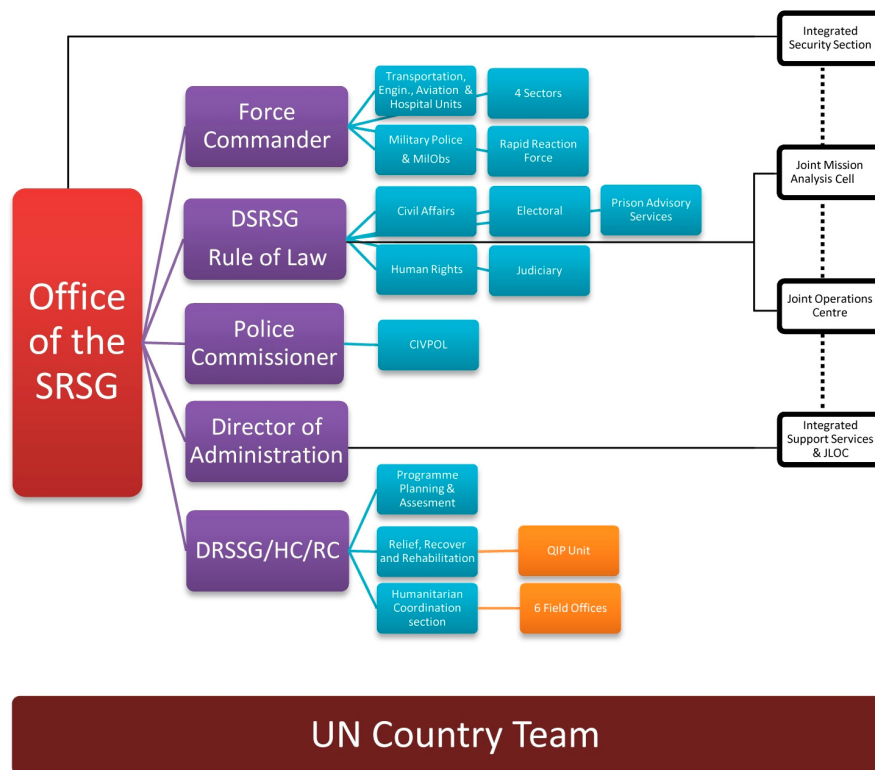 Integrated
Security Section
Transportation,
Engin., Aviation &
Hospital Units
4 Sectors
Force
Commander
Military Police
& MilObs
Rapid Reaction
Force
Joint Mission
Analysis Cell
DSRSG
Rule of Law
Civil Affairs
Electoral
Prison Advisory
Services
Human Rights
Judiciary
Office
of the
SRSG
Joint Operations
Centre
Police
Commissioner
CIVPOL
Director of
Administration
Integrated
Support Services
& JLOC
Programme
Planning &
Assesment
DRSSG/HC/RC
Relief, Recover
and Rehabilitation
QIP Unit
Humanitarian
Coordination
section
6 Field Offices
UN Country Team